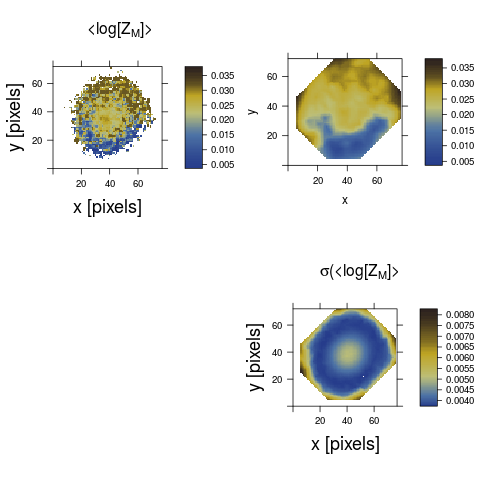 <log[Z_M]>
60
40
20
20 40 60
y [pixels]
x [pixels]
0.035
0.030
0.025
0.020
0.015
0.010
0.005
60
40
20
20 40 60
y
x
0.035
0.030
0.025
0.020
0.015
0.010
0.005
σ(<log[Z_M]>
60
40
20
20 40 60
y [pixels]
x [pixels]
0.0080
0.0075
0.0070
0.0065
0.0060
0.0055
0.0050
0.0045
0.0040